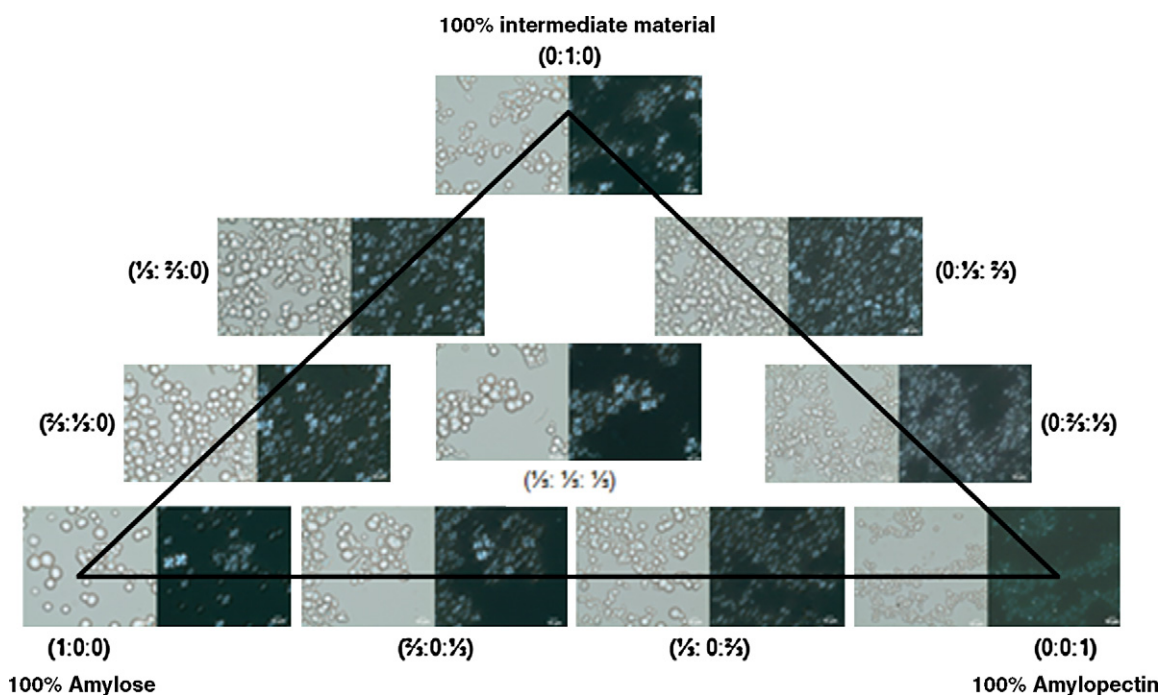 100% intermediate material
(0:1:0)
(⅓: ⅔:0)
(0:⅓: ⅔)
(⅔:⅓:0)
(0:⅔:⅓)
(⅓: ⅓: ⅓)
(1:0:0)
(⅔:0:⅓)
(⅓: 0:⅔)
(0:0:1)
100% Amylose
100% Amylopectin